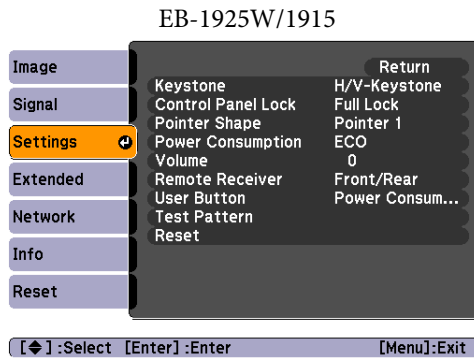 EB-1925W/1915
Image
Signal
Settings
Extended
Network
Info
Reset
Return
Keystone H/V-Keystone
Control Panel Lock Full Lock
Pointer Shape Pointer 1
Power Consumption ECO
Volume 0
Remote Receiver Front/Rear
User Button Power Consum...
Test Pattern
Reset
[◆] :Select [Enter] :Enter [Menu]:Exit